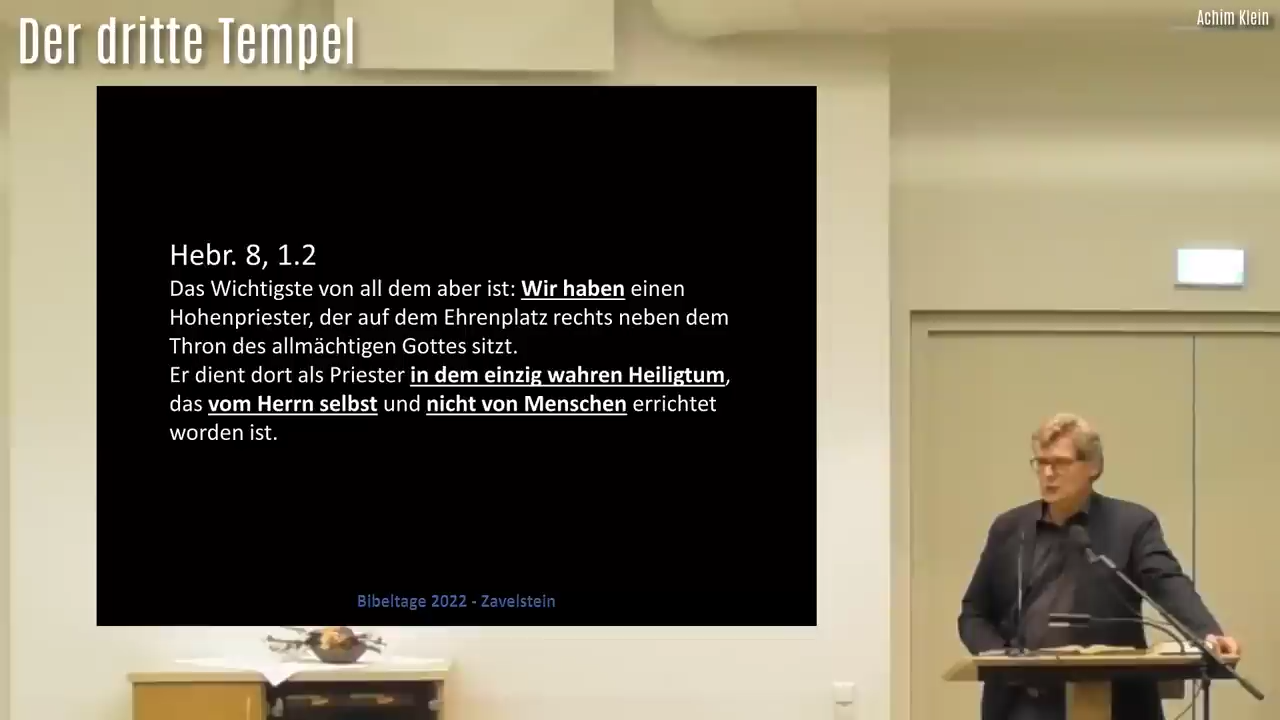 Der dritte Tempel
Achim Klein
Hebr. 8, 1.2
Das Wichtigste von all dem aber ist: Wir haben einen
Hohenpriester, der auf dem Ehrenplatz rechts neben dem
Thron des allmächtigen Gottes sitzt.
Er dient dort als Priester in dem einzig wahren Heiligtum,
das vom Herrn selbst und nicht von Menschen errichtet
worden ist.
Bibeltage 2022 - Zavelstein